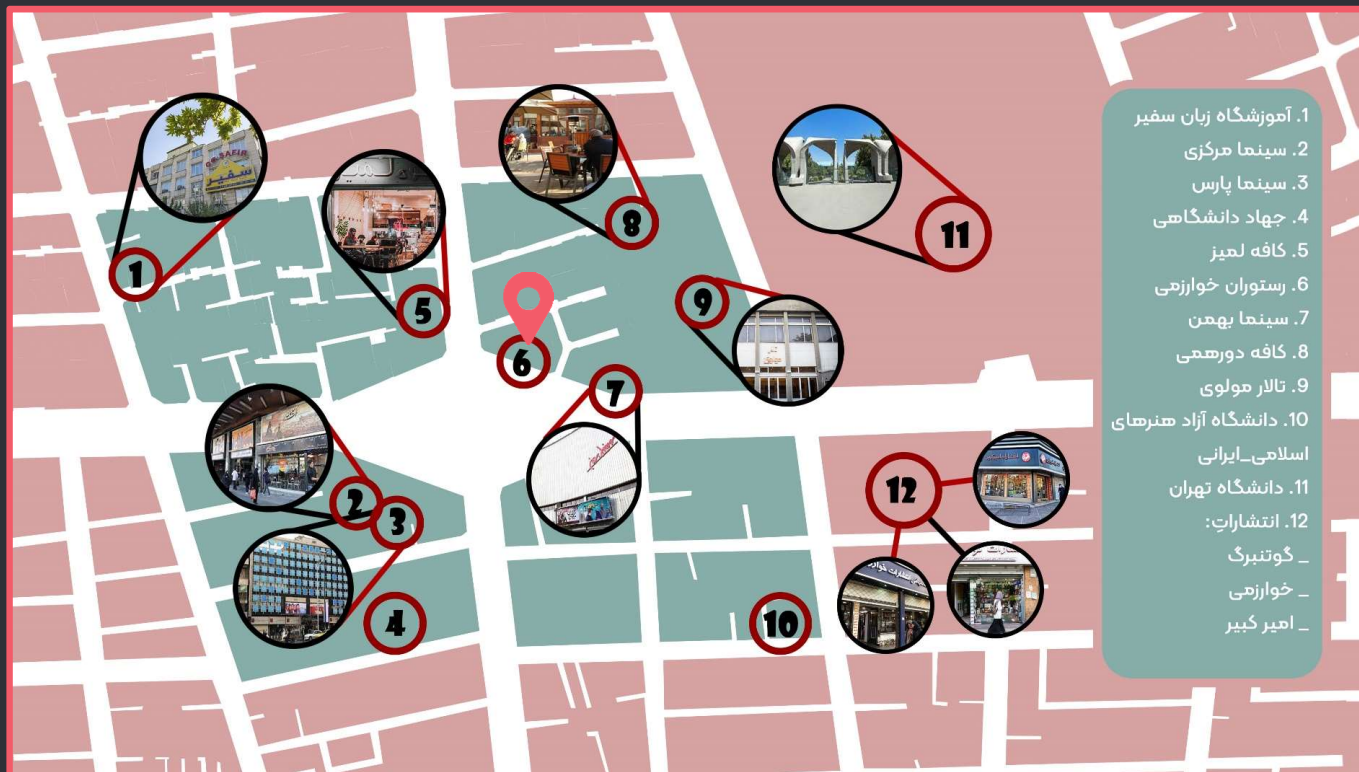 1. آموزشگاه زبان سفیر
2. سینما مرکزی
3. سینما پارس
4. جهاد دانشگاهی
5. کافه لمیز
6. رستوران خوارزمی
7. سینما بهمن
8. کافه دورهمی
9. تالار مولوی
10. دانشگاه آزاد هنرهای
اسلامی_ایرانی
11. دانشگاه تهران
12. انتشاراتِ:
_ گوتنبرگ
_ خوارزمی
_ امیر کبیر
SAFIR
سفیر
1
5
8
11
9
6
7
2
3
12
4
10